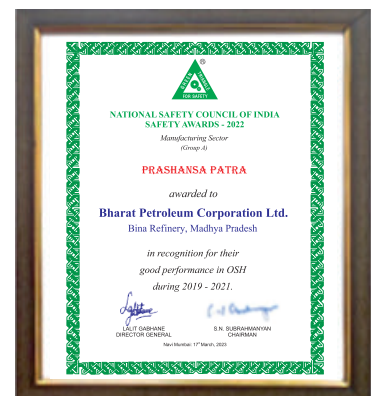 ®
FOR SAFETY
NATIONAL SAFETY COUNCIL OF INDIA
SAFETY AWARDS - 2022
Manufacturing Sector
(Group A)
PRASHANSA PATRA
awarded to
Bharat Petroleum Corporation Ltd.
Bina Refinery, Madhya Pradesh
in recognition for their
good performance in OSH
during 2019 - 2021.
LALIT GABHANE
DIRECTOR GENERAL
S.N. SUBRAHMANYAN
CHAIRMAN
Navi Mumbai: 17th March, 2023